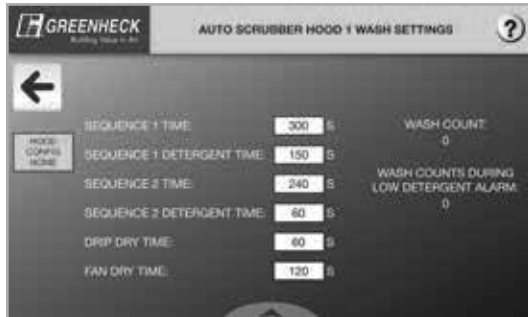 GREENHECK
Building Value in Air.
AUTO SCRUBBER HOOD 1 WASH SETTINGS
?
HOOD
CONFIG
NONE
SEQUENCE 1 TIME: 300 S
SEQUENCE 1 DETERGENT TIME: 150 S
SEQUENCE 2 TIME: 240 S
SEQUENCE 2 DETERGENT TIME: 60 S
DRIP DRY TIME: 60 S
FAN DRY TIME: 120 S
WASH COUNT:
0
WASH COUNTS DURING
LOW DETERGENT ALARM:
0